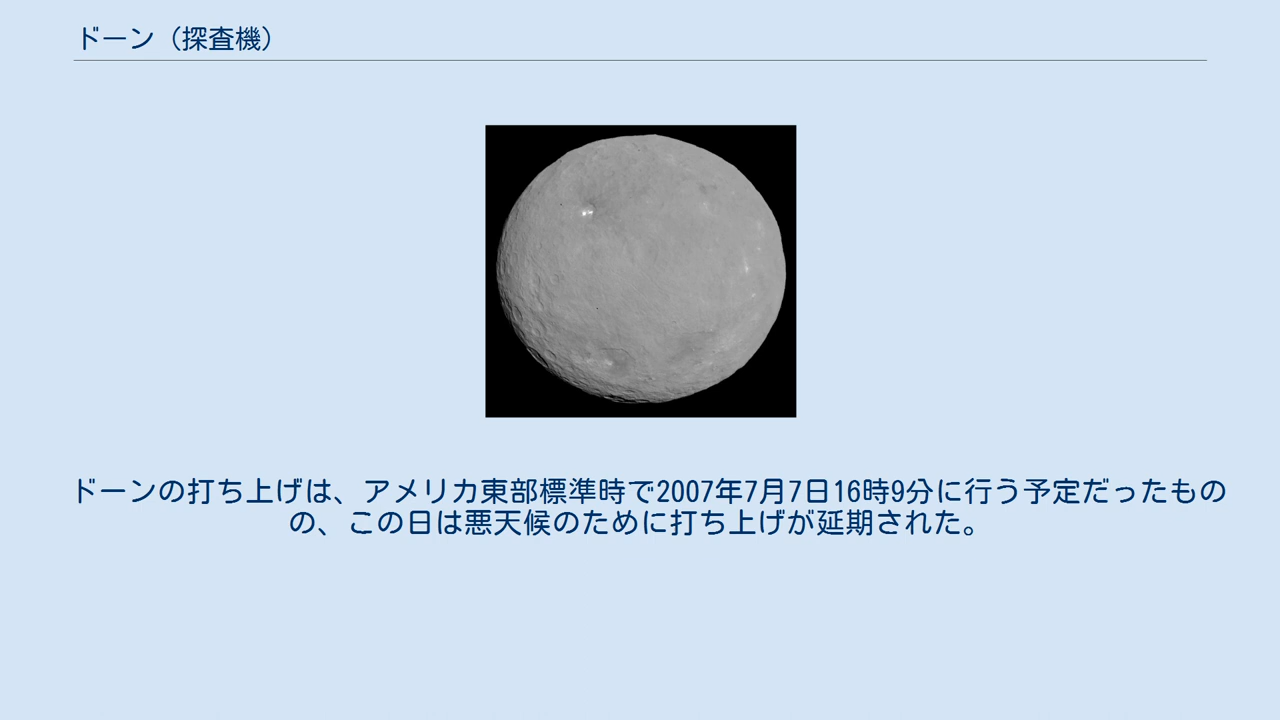 ドーン（探査機）
ドーンの打ち上げは、アメリカ東部標準時で2007年7月7日16時9分に行う予定だったもの
の、この日は悪天候のために打ち上げが延期された。